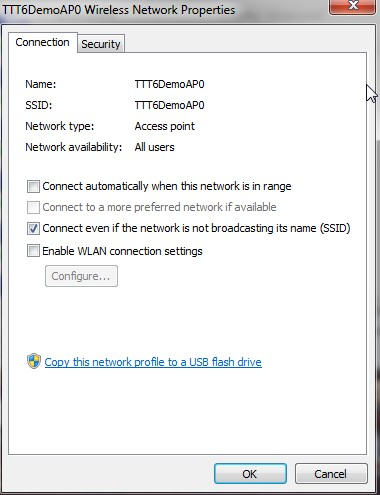 TTT6DemoAP0 Wireless Network Properties
Connection Security
Name: TTT6DemoAP0
SSID: TTT6DemoAP0
Network type: Access point
Network availability: All users
Connect automatically when this network is in range
Connect to a more preferred network if available
Connect even if the network is not broadcasting its name (SSID)
Enable WLAN connection settings
Configure...
Copy this network profile to a USB flash drive
OK Cancel